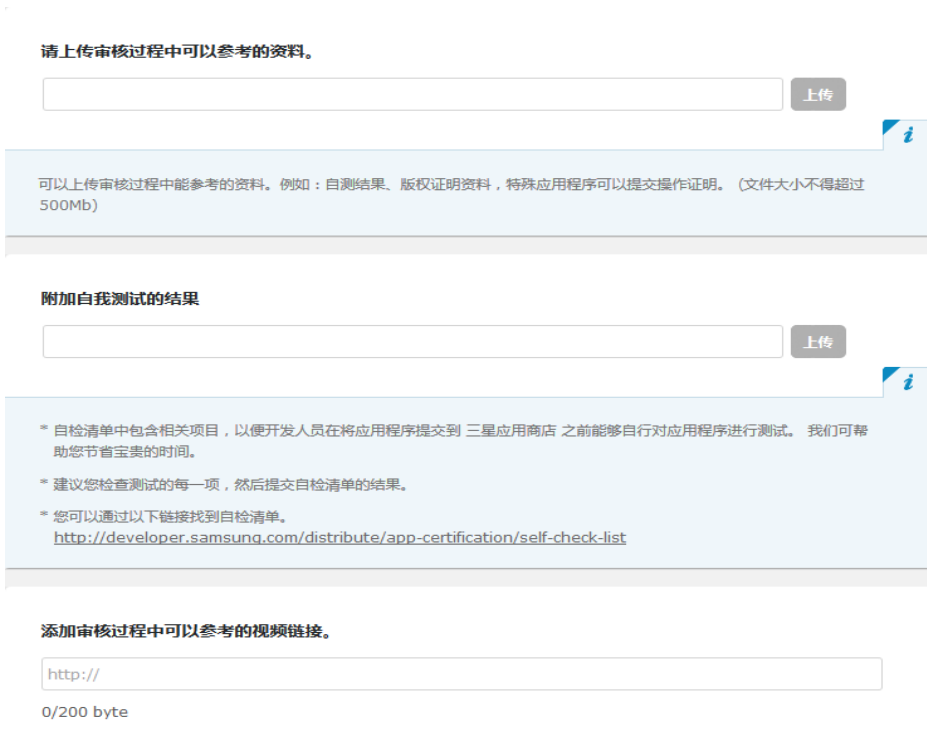 请上传审核过程中可以参考的资料。
上传
i
可以上传审核过程中能参考的资料。例如：自测结果、版权证明资料，特殊应用程序可以提交操作证明。 (文件大小不得超过
500Mb)
附加自我测试的结果
上传
i
* 自检清单中包含相关项目，以便开发人员在将应用程序提交到 三星应用商店 之前能够自行对应用程序进行测试。 我们可帮
助您节省宝贵的时间。
* 建议您检查测试的每一项，然后提交自检清单的结果。
* 您可以通过以下链接找到自检清单。
http://developer.samsung.com/distribute/app-certification/self-check-list
添加审核过程中可以参考的视频链接。
http://
0/200 byte